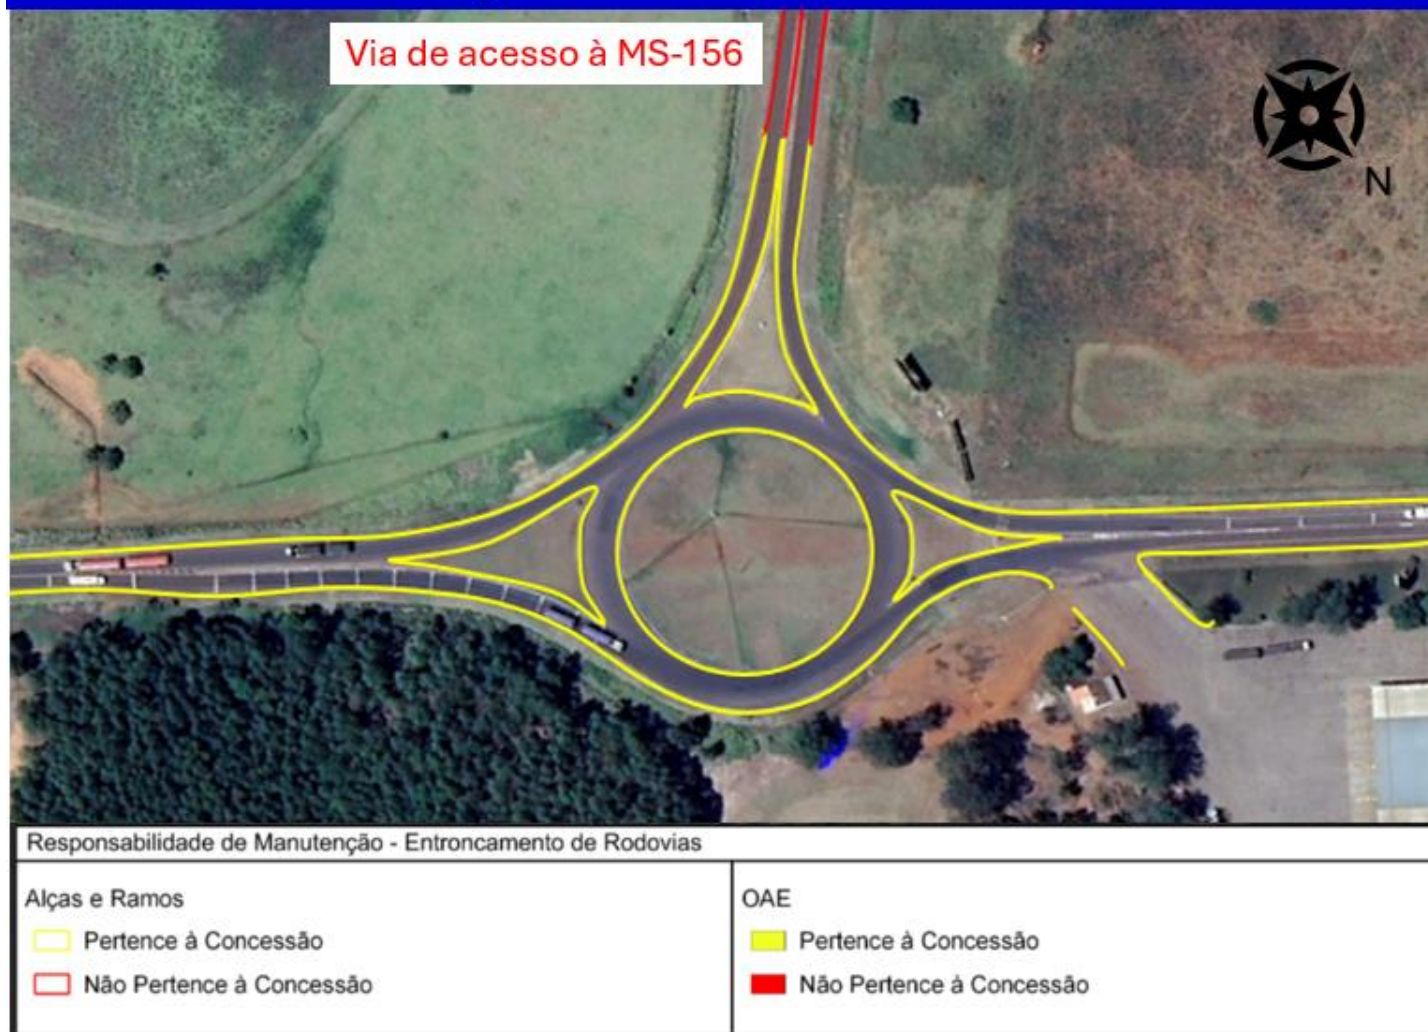 Via de acesso à MS-156
N
Responsabilidade de Manutenção - Entroncamento de Rodovias
Alças e Ramos
Pertence à Concessão
Não Pertence à Concessão
OAE
Pertence à Concessão
Não Pertence à Concessão